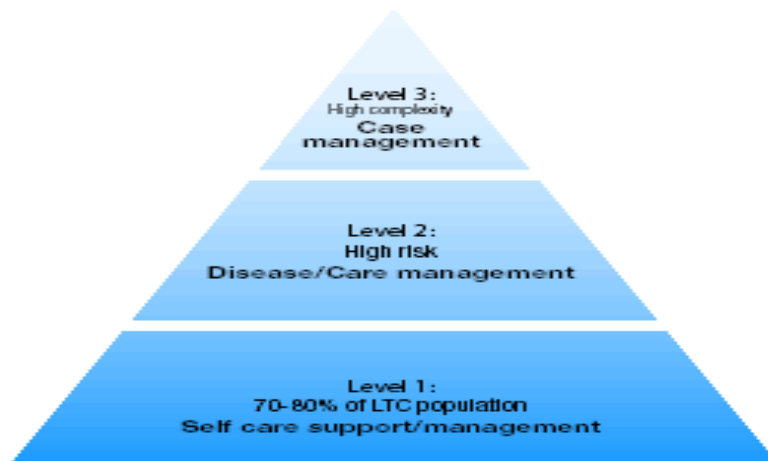 Level 3:
High complexity
Case
management
Level 2:
High risk
Disease/Care management
Level 1:
70-80% of LTC population
Self care support/management